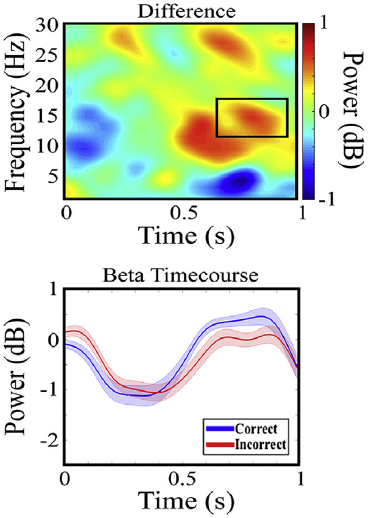 Difference
30
25
20
15
10
5
Frequency (Hz)
0
0.5
1
Time (s)
1
0
-1
Power (dB)
Beta Timecourse
1
0
-1
-2
Power (dB)
Correct
Incorrect
0
0.5
1
Time (s)